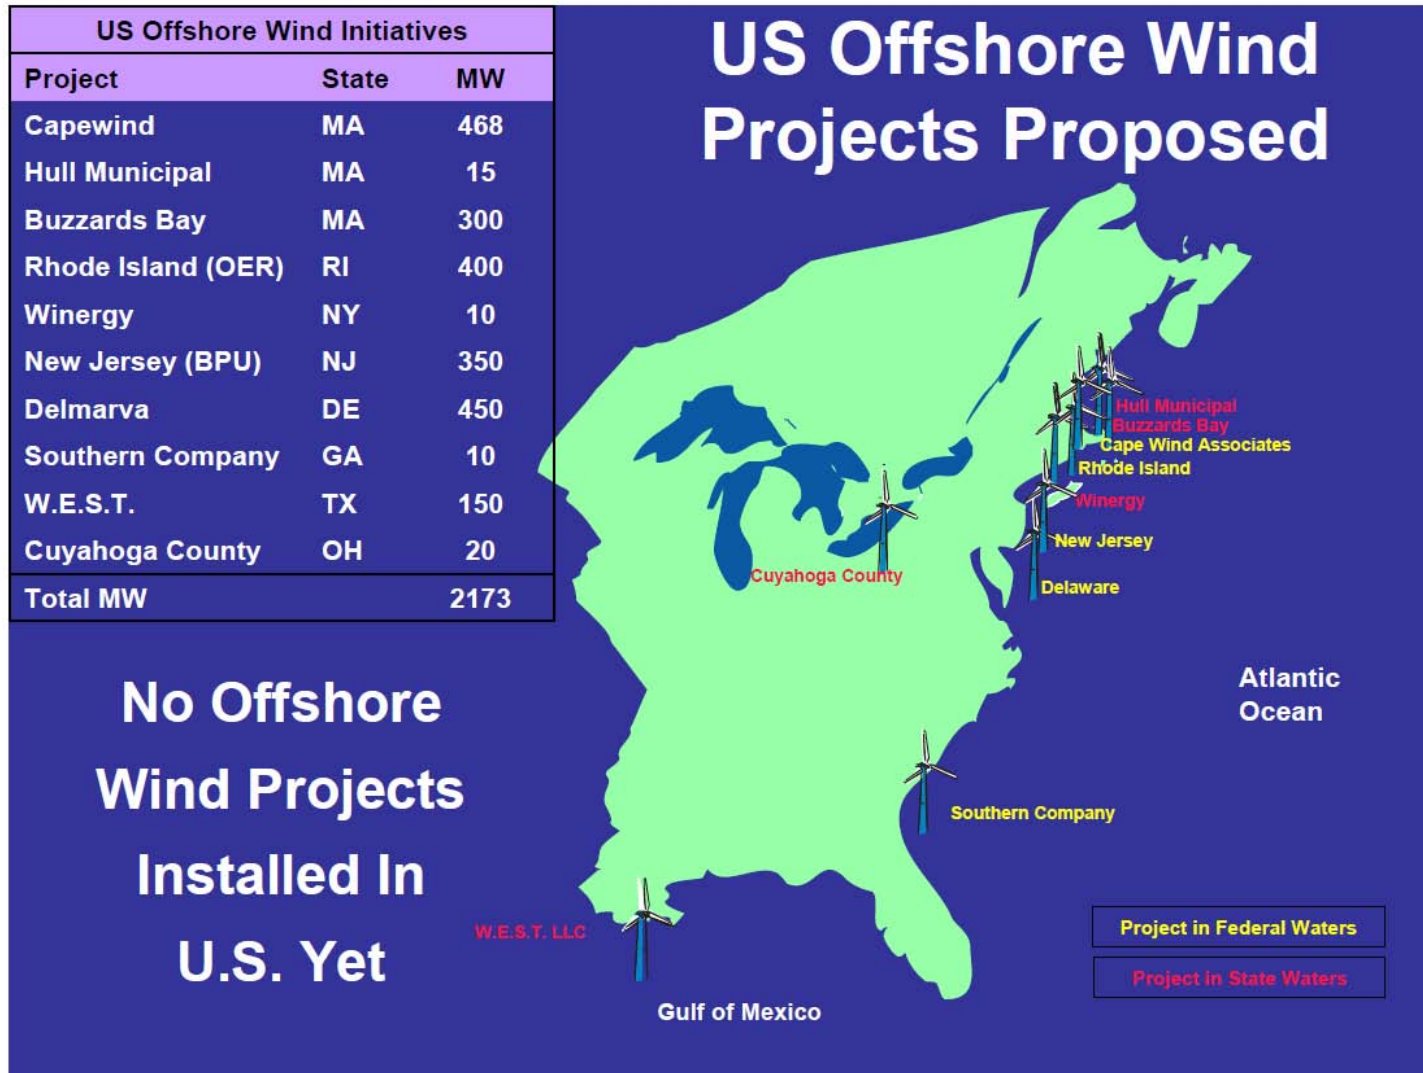 US Offshore Wind Initiatives
Project State MW
Capewind MA 468
Hull Municipal MA 15
Buzzards Bay MA 300
Rhode Island (OER) RI 400
Winergy NY 10
New Jersey (BPU) NJ 350
Delmarva DE 450
Southern Company GA 10
W.E.S.T. TX 150
Cuyahoga County OH 20
Total MW 2173
US Offshore Wind
Projects Proposed
Hull Municipal
Buzzards Bay
Cape Wind Associates
Rhode Island
Winergy
New Jersey
Cuyahoga County
Delaware
Atlantic
Ocean
No Offshore
Wind Projects
Installed In
U.S. Yet
Southern Company
W.E.S.T. LLC
Gulf of Mexico
Project in Federal Waters
Project in State Waters